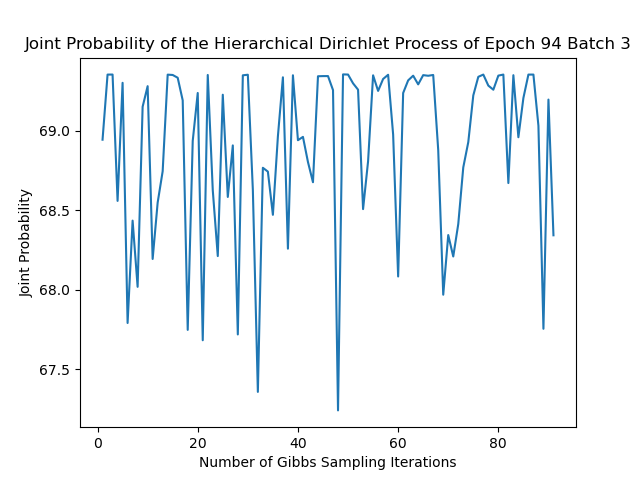 Joint Probability of the Hierarchical Dirichlet Process of Epoch 94 Batch 3
Joint Probability
69.0
68.5
68.0
67.5
0 20 40 60 80
Number of Gibbs Sampling Iterations